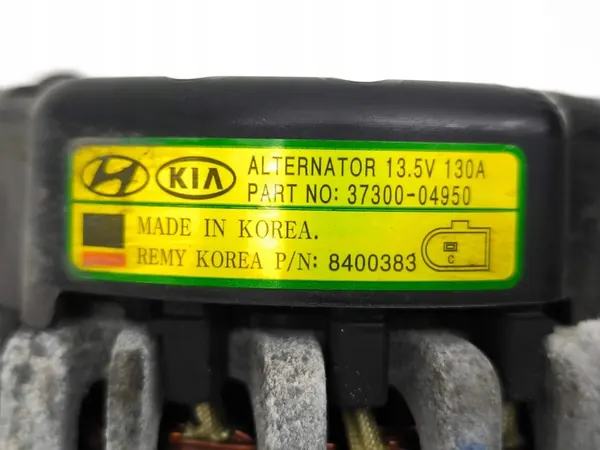 KIA ALTERNATOR 13.5V 130A
PART NO: 37300-04950
MADE IN KOREA.
REMY KOREA P/N: 8400383
C